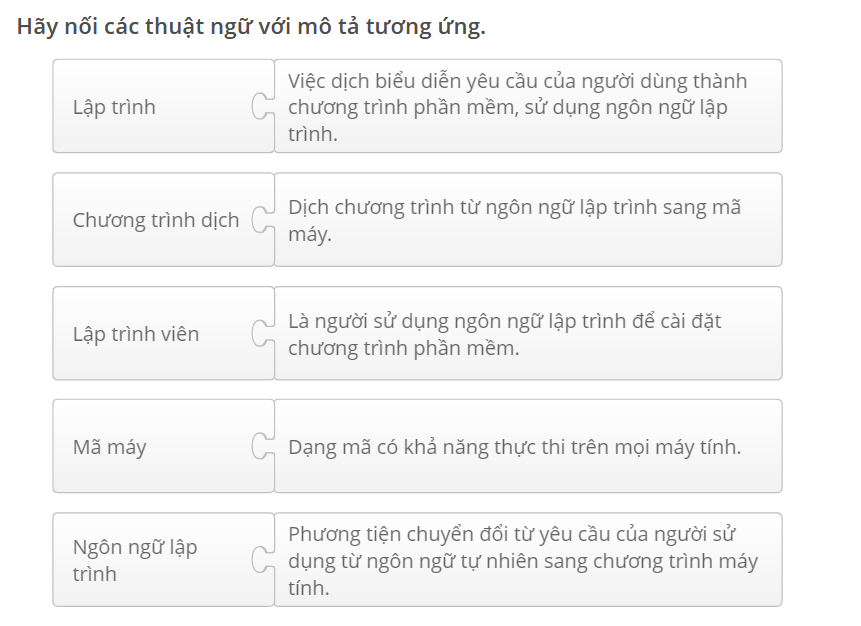 Hãy nối các thuật ngữ với mô tả tương ứng.
Lập trình
Việc dịch biểu diễn yêu cầu của người dùng thành
chương trình phần mềm, sử dụng ngôn ngữ lập
trình.
Chương trình dịch
Dịch chương trình từ ngôn ngữ lập trình sang mã
máy.
Lập trình viên
Là người sử dụng ngôn ngữ lập trình để cài đặt
chương trình phần mềm.
Mã máy
Dạng mã có khả năng thực thi trên mọi máy tính.
Ngôn ngữ lập
trình
Phương tiện chuyển đổi từ yêu cầu của người sử
dụng từ ngôn ngữ tự nhiên sang chương trình máy
tính.